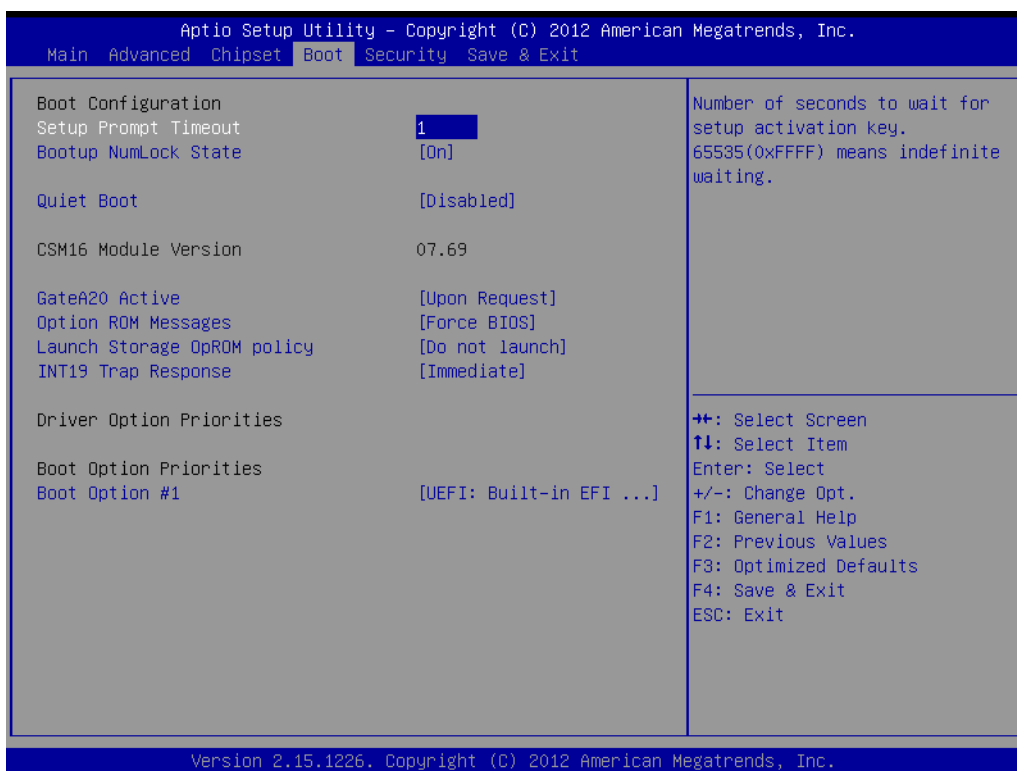 Aptio Setup Utility – Copyright (C) 2012 American Megatrends, Inc.
Main Advanced Chipset Boot Security Save & Exit
Boot Configuration
Setup Prompt Timeout 1
Bootup NumLock State [On]
Quiet Boot [Disabled]
CSM16 Module Version 07.69
GateA20 Active [Upon Request]
Option ROM Messages [Force BIOS]
Launch Storage OpROM policy [Do not launch]
INT19 Trap Response [Immediate]
Driver Option Priorities
Boot Option Priorities
Boot Option #1 [UEFI: Built-in EFI ...]
Number of seconds to wait for
setup activation key.
65535(0xFFFF) means indefinite
waiting.
→←: Select Screen
↑↓: Select Item
Enter: Select
+/-: Change Opt.
F1: General Help
F2: Previous Values
F3: Optimized Defaults
F4: Save & Exit
ESC: Exit
Version 2.15.1226. Copyright (C) 2012 American Megatrends, Inc.